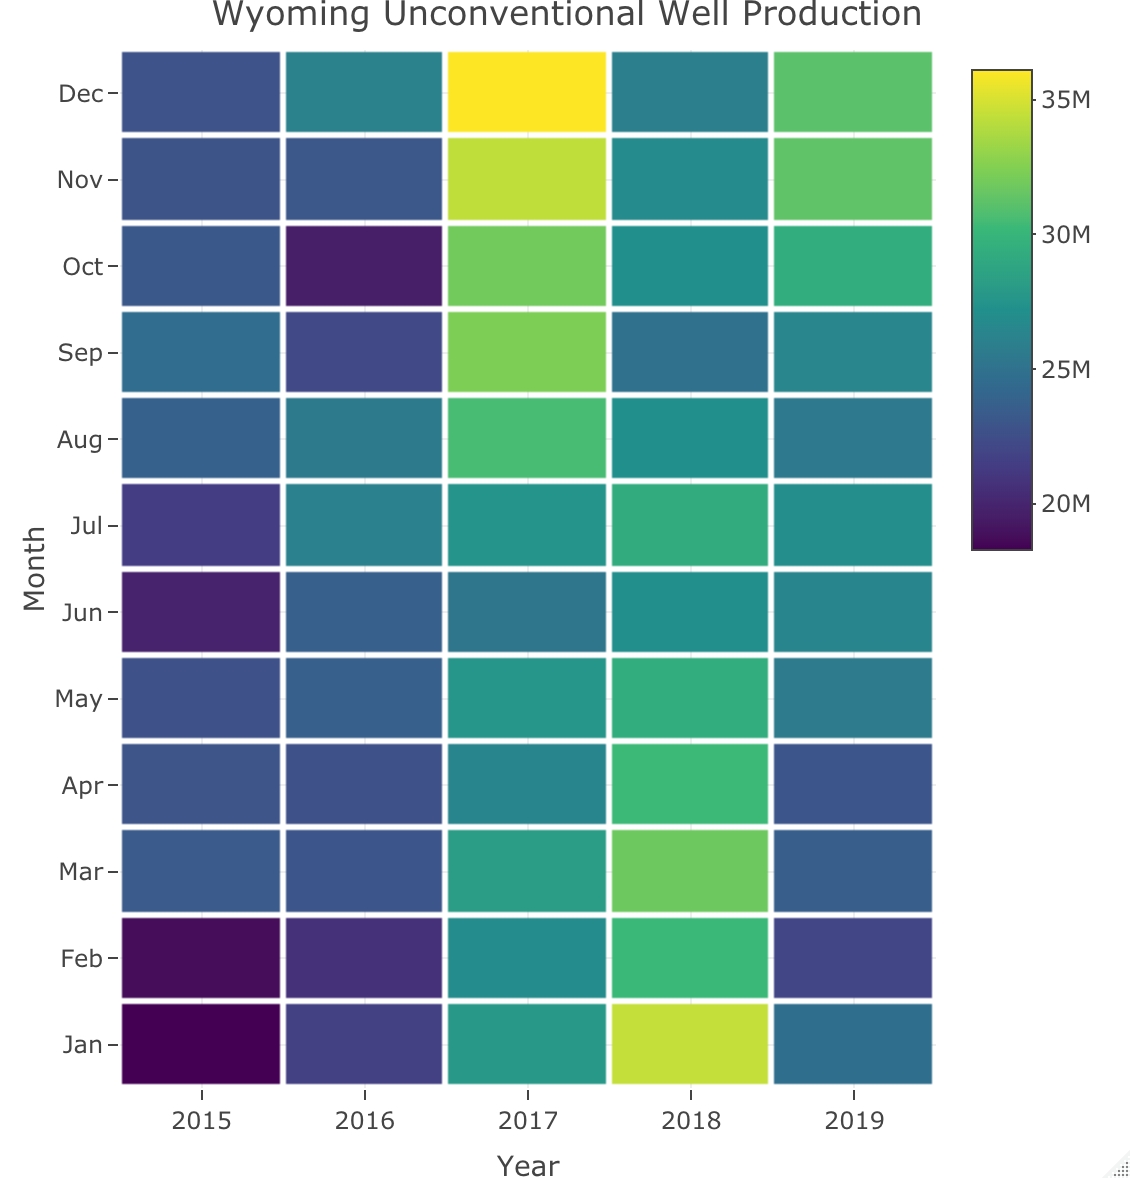 Wyoming Unconventional Well Production
Dec
Nov
Oct
Sep
Aug
Jul
Jun
May
Apr
Mar
Feb
Jan
Month
2015 2016 2017 2018 2019
Year
35M
30M
25M
20M